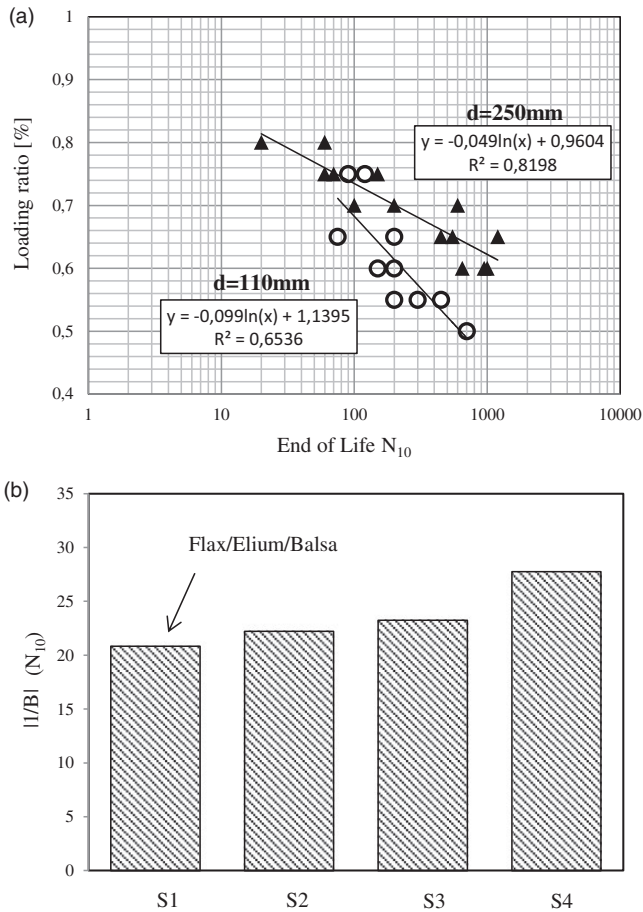 (a)
1
0,9
0,8
0,7
0,6
0,5
0,4
Loading ratio [%]
d=250mm
y = -0,049ln(x) + 0,9604
R² = 0,8198
d=110mm
y = -0,099ln(x) + 1,1395
R² = 0,6536
1 10 100 1000 10000
End of Life N₁₀
(b)
35
30
25
20
15
10
5
0
|1/B| (N₁₀)
Flax/Elium/Balsa
S1 S2 S3 S4